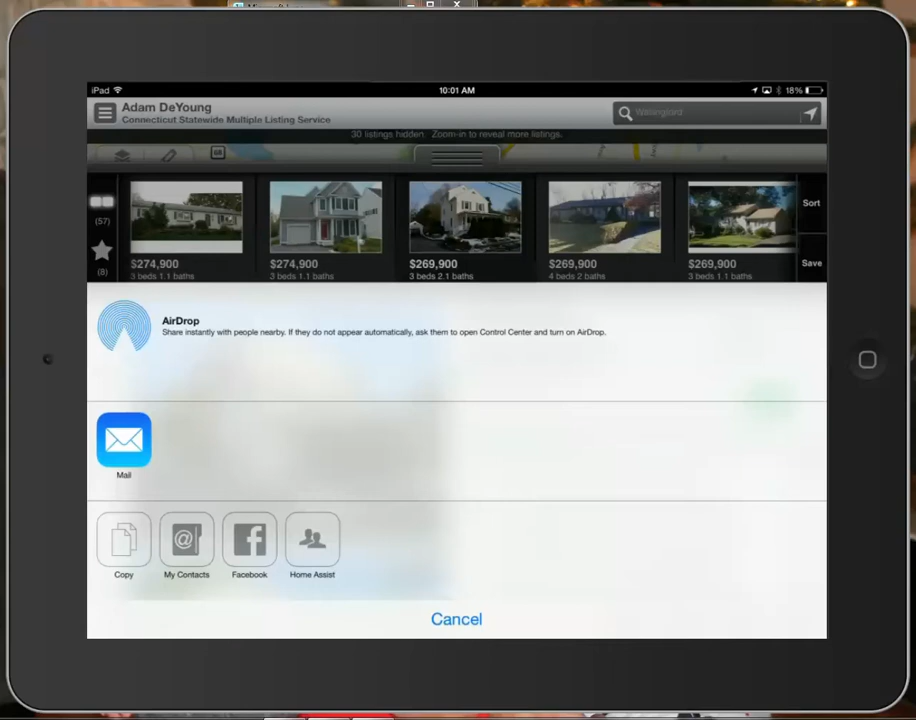 iPad
10:01 AM
18%
Adam DeYoung
Connecticut Statewide Multiple Listing Service
Wallingford
30 listings hidden. Zoom-in to reveal more listings.
(57)
(8)
$274,900
3 beds 1.1 baths
$274,900
3 beds 1.1 baths
$269,900
3 beds 2.1 baths
$269,900
4 beds 2 baths
$269,900
3 beds 1.1 baths
Sort
Save
AirDrop
Share instantly with people nearby. If they do not appear automatically, ask them to open Control Center and turn on AirDrop.
Mail
Copy
My Contacts
Facebook
Home Assist
Cancel